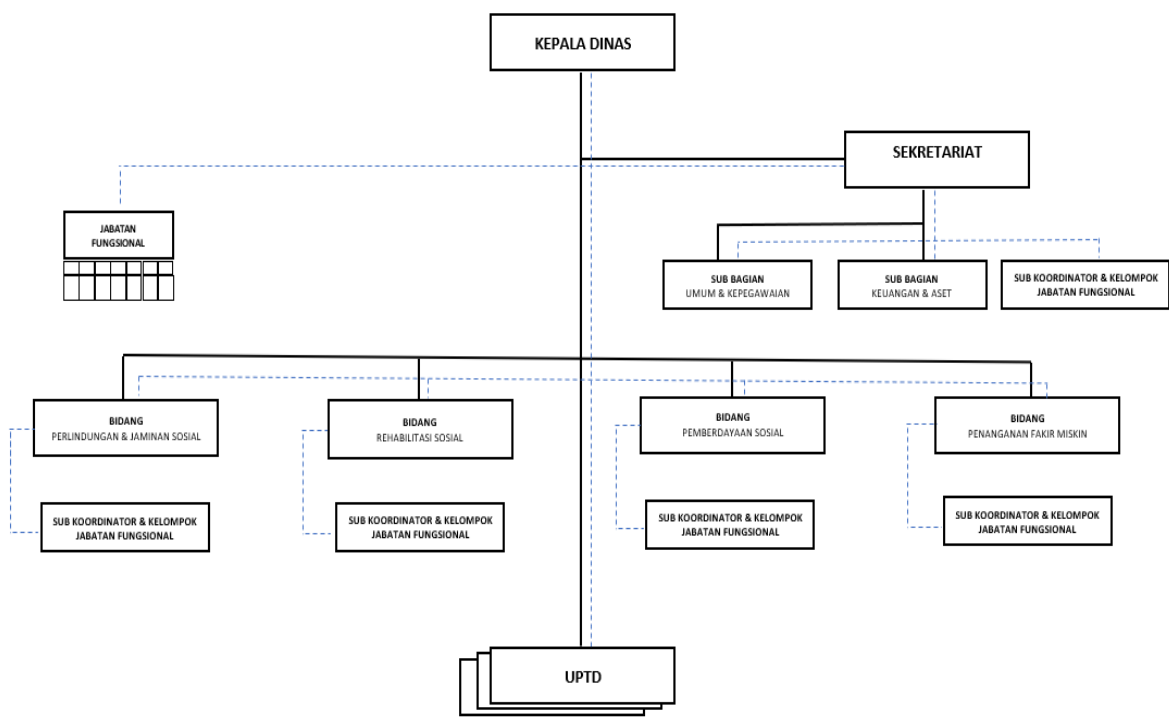 KEPALA DINAS
SEKRETARIAT
JABATAN
FUNGSIONAL
SUB BAGIAN
UMUM & KEPEGAWAIAN
SUB BAGIAN
KEUANGAN & ASET
SUB KOORDINATOR & KELOMPOK
JABATAN FUNGSIONAL
BIDANG
PERLINDUNGAN & JAMINAN SOSIAL
BIDANG
REHABILITASI SOSIAL
BIDANG
PEMBERDAYAAN SOSIAL
BIDANG
PENANGANAN FAKIR MISKIN
SUB KOORDINATOR & KELOMPOK
JABATAN FUNGSIONAL
SUB KOORDINATOR & KELOMPOK
JABATAN FUNGSIONAL
SUB KOORDINATOR & KELOMPOK
JABATAN FUNGSIONAL
SUB KOORDINATOR & KELOMPOK
JABATAN FUNGSIONAL
UPTD